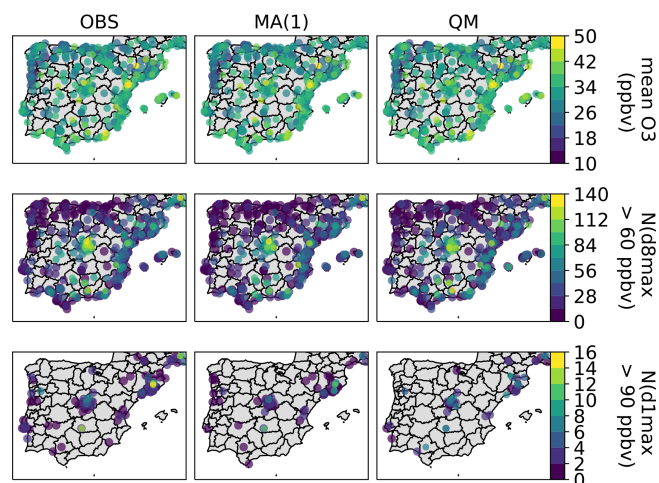 OBS
MA(1)
QM
50
42
34
26
18
10
mean O3
(ppbv)
140
112
84
56
28
0
N(d8max
> 60 ppbv)
16
14
12
10
8
6
4
2
0
N(d1max
> 90 ppbv)